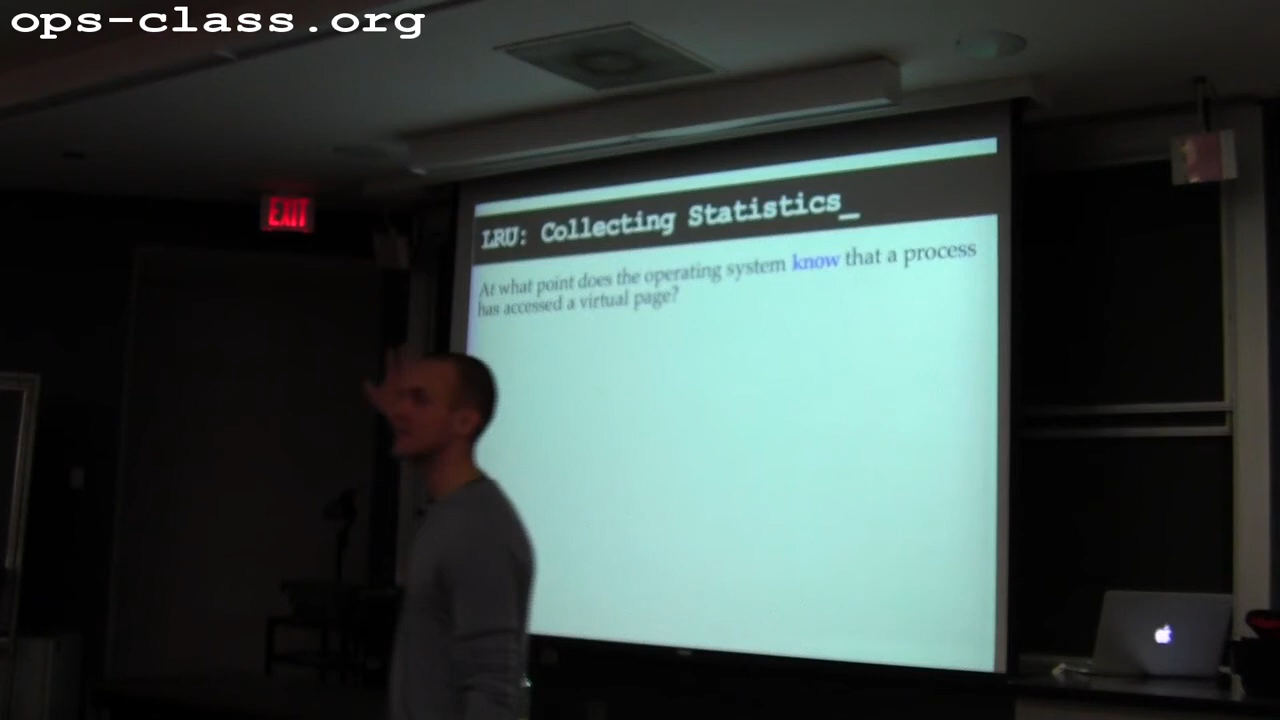 ops-class.org
EXIT
LRU: Collecting Statistics_
At what point does the operating system know that a process
has accessed a virtual page?